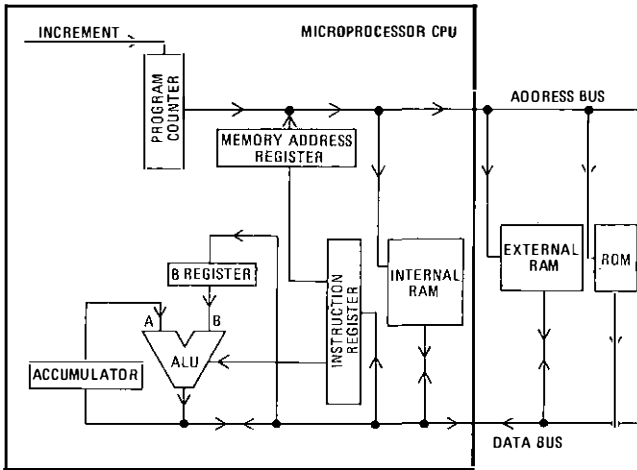 INCREMENT
MICROPROCESSOR CPU
PROGRAM
COUNTER
ADDRESS BUS
MEMORY ADDRESS
REGISTER
B REGISTER
INSTRUCTION
REGISTER
INTERNAL
RAM
EXTERNAL
RAM
ROM
A
B
ALU
ACCUMULATOR
DATA BUS